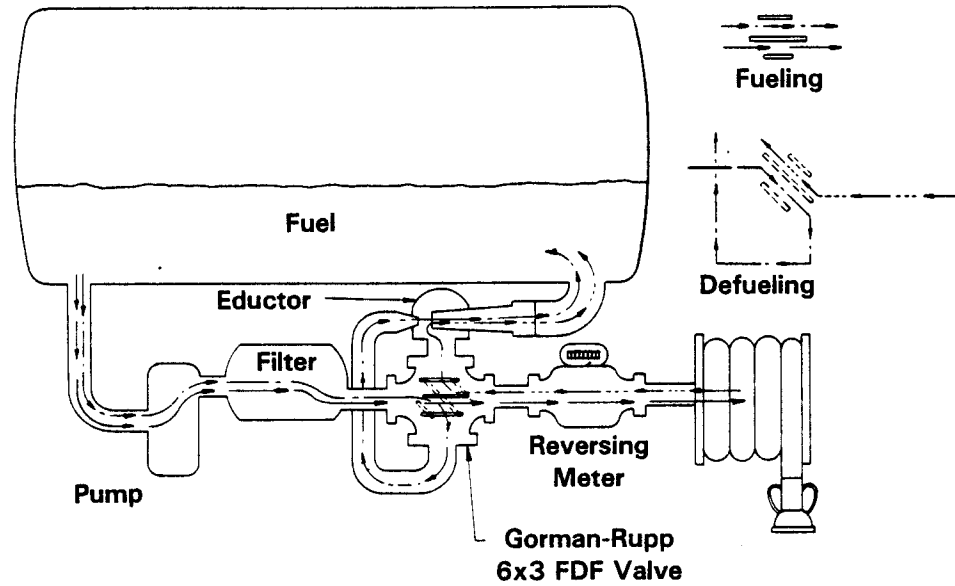 Fueling
Fuel
Defueling
Eductor
Filter
Reversing
Meter
Pump
Gorman-Rupp
6x3 FDF Valve